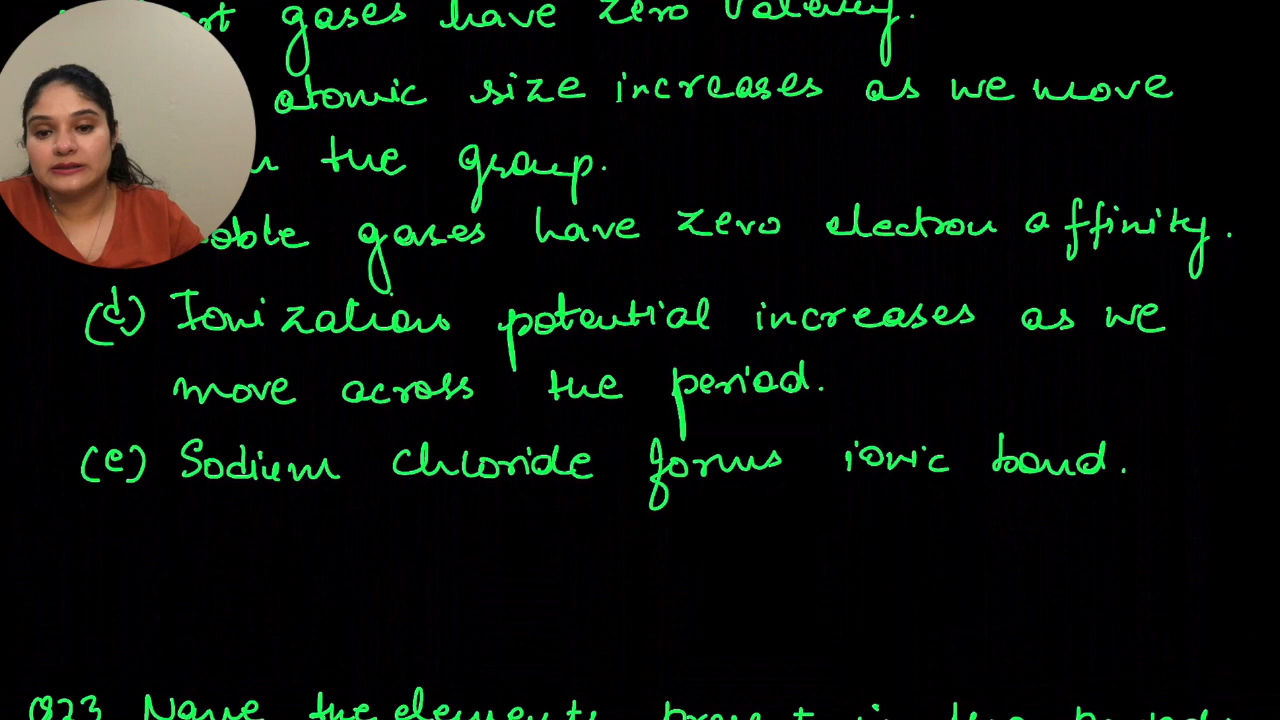 gases have zero valency.
atomic size increases as we move
the group.
gases have zero electron affinity.
(d) Ionization potential increases as we
move across the period.
(e) Sodium chloride forms ionic bond.
Q23 Name the elements